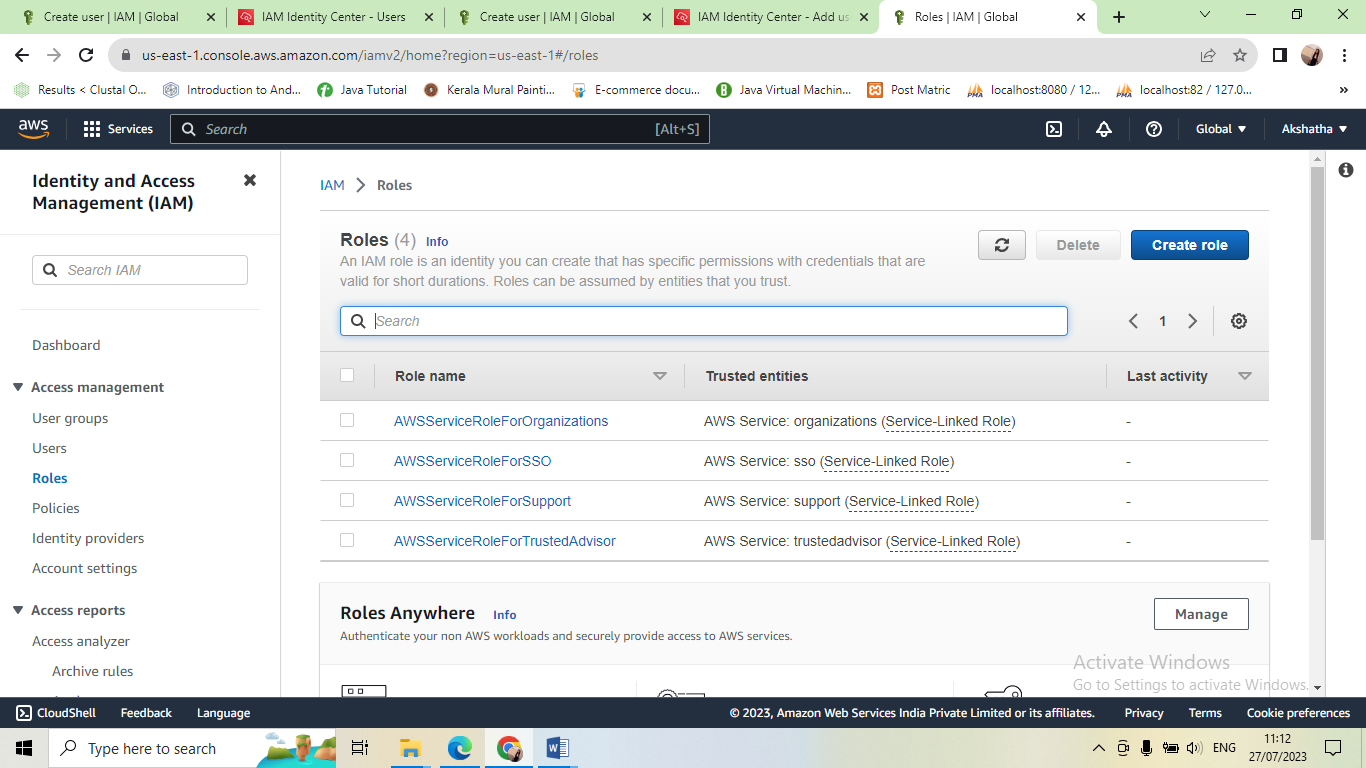 Create user | IAM | Global
IAM Identity Center - Users
Create user | IAM | Global
IAM Identity Center - Add us
Roles | IAM | Global
us-east-1.console.aws.amazon.com/iamv2/home?region=us-east-1#/roles
Results < Clustal O...
Introduction to And...
Java Tutorial
Kerala Mural Painti...
E-commerce docu...
Java Virtual Machin...
Post Matric
localhost:8080 / 12...
localhost:82 / 127.0...
aws
Services
Search
[Alt+S]
Global
Akshatha
Identity and Access
Management (IAM)
Search IAM
Dashboard
Access management
User groups
Users
Roles
Policies
Identity providers
Account settings
Access reports
Access analyzer
Archive rules
IAM > Roles
Roles (4) Info
An IAM role is an identity you can create that has specific permissions with credentials that are
valid for short durations. Roles can be assumed by entities that you trust.
Delete
Create role
Search
1
Role name
Trusted entities
Last activity
AWSServiceRoleForOrganizations AWS Service: organizations (Service-Linked Role) -
AWSServiceRoleForSSO AWS Service: sso (Service-Linked Role) -
AWSServiceRoleForSupport AWS Service: support (Service-Linked Role) -
AWSServiceRoleForTrustedAdvisor AWS Service: trustedadvisor (Service-Linked Role) -
Roles Anywhere Info
Authenticate your non AWS workloads and securely provide access to AWS services.
Manage
Activate Windows
Go to Settings to activate Windows.
CloudShell
Feedback
Language
© 2023, Amazon Web Services India Private Limited or its affiliates.
Privacy
Terms
Cookie preferences
Type here to search
ENG
11:12
27/07/2023